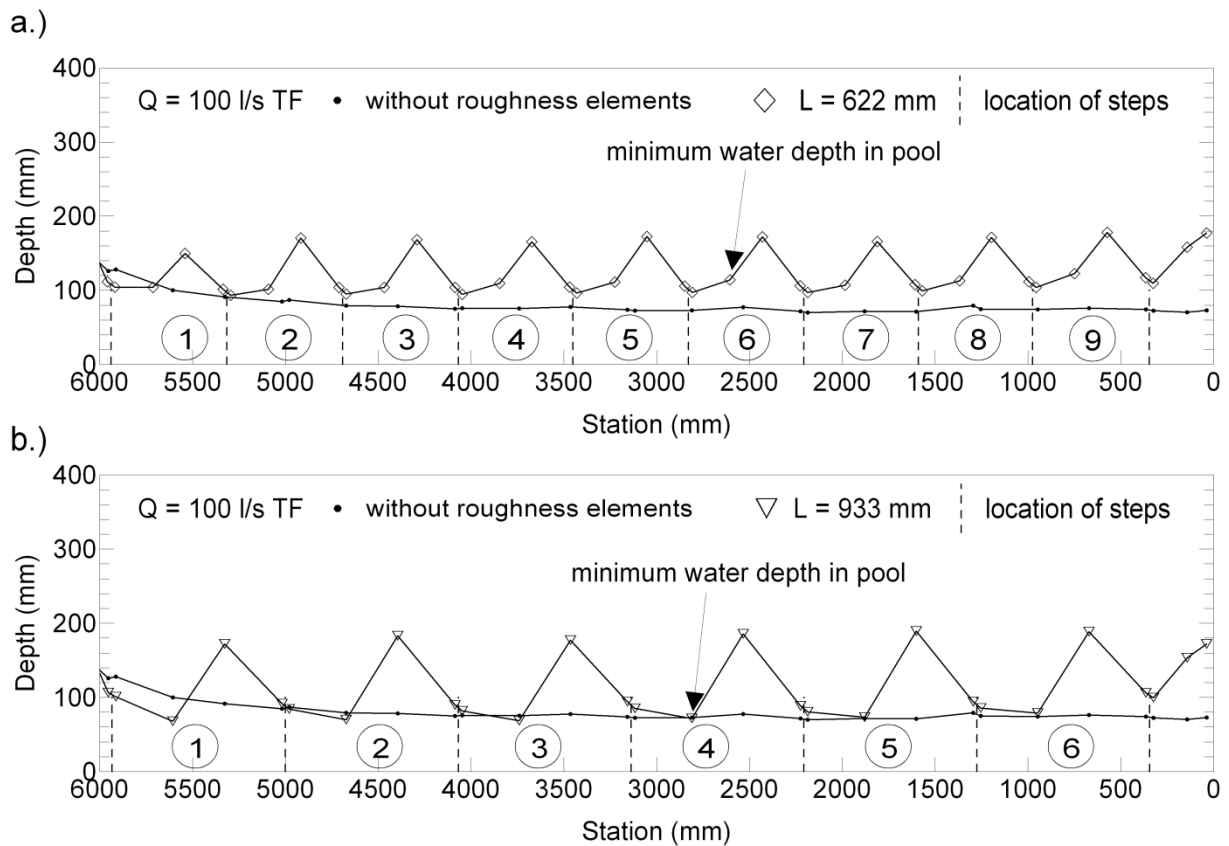 a.)
400
Q = 100 l/s TF • without roughness elements ◇ L = 622 mm location of steps
300
minimum water depth in pool
200
100
0
Depth (mm)
1 2 3 4 5 6 7 8 9
6000 5500 5000 4500 4000 3500 3000 2500 2000 1500 1000 500 0
Station (mm)
b.)
400
Q = 100 l/s TF • without roughness elements ▽ L = 933 mm location of steps
300
minimum water depth in pool
200
100
0
Depth (mm)
1 2 3 4 5 6
6000 5500 5000 4500 4000 3500 3000 2500 2000 1500 1000 500 0
Station (mm)